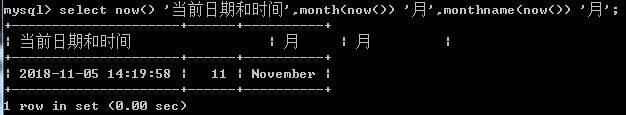 mysql> select now() '当前日期和时间',month(now()) '月',monthname(now()) '月';
+---------------------+------+----------+
| 当前日期和时间 | 月 | 月 |
+---------------------+------+----------+
| 2018-11-05 14:19:58 | 11 | November |
+---------------------+------+----------+
1 row in set (0.00 sec)